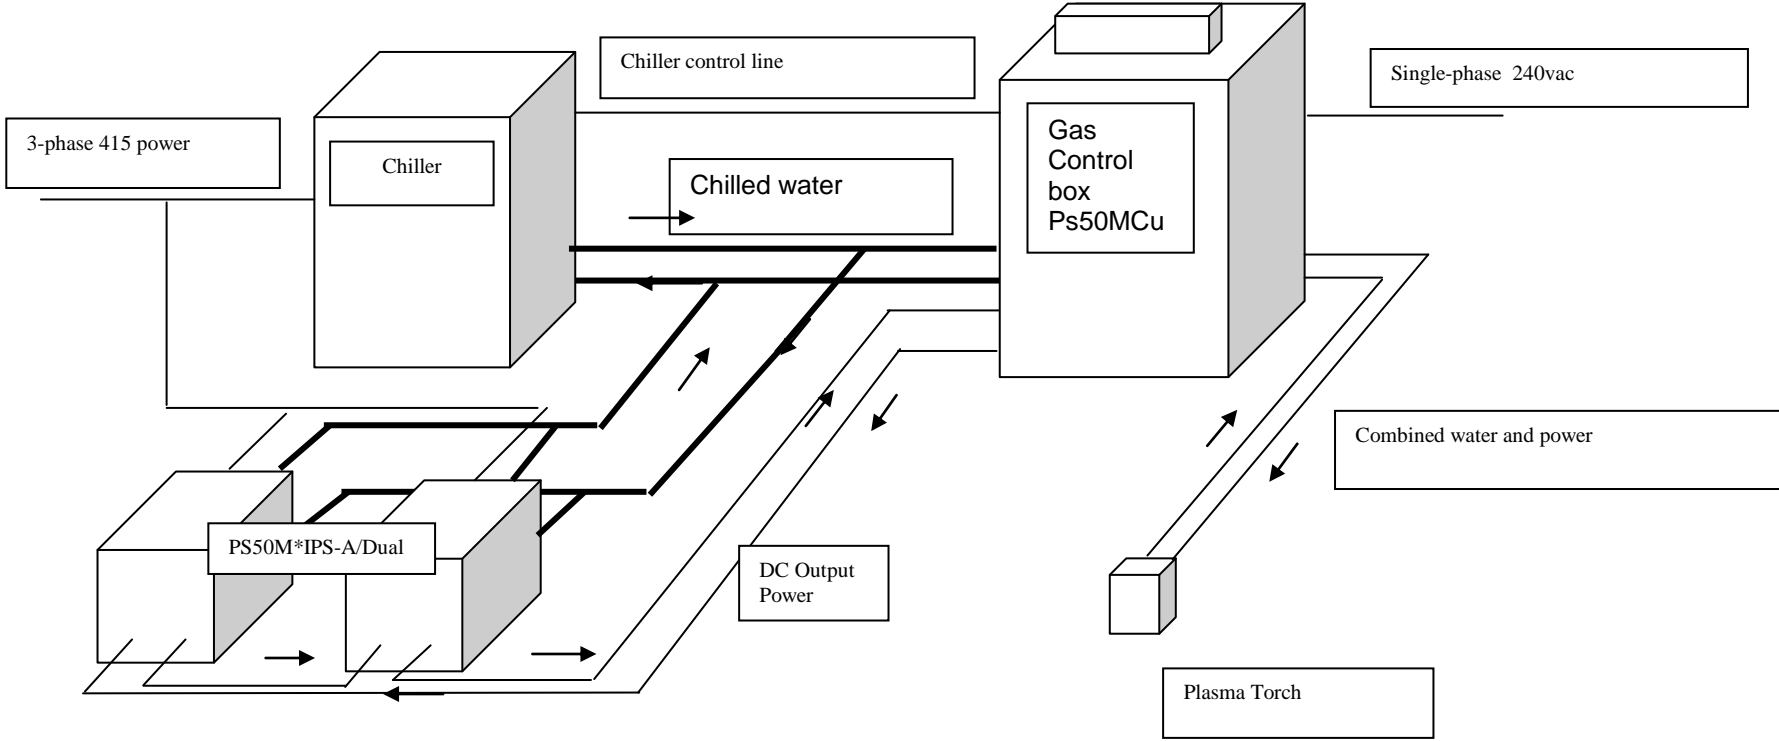 Chiller control line
Single-phase  240vac
3-phase 415 power
Chiller
Gas
Control
box
Ps50MCu
Chilled water
Combined water and power
PS50M*IPS-A/Dual
DC Output
Power
Plasma Torch